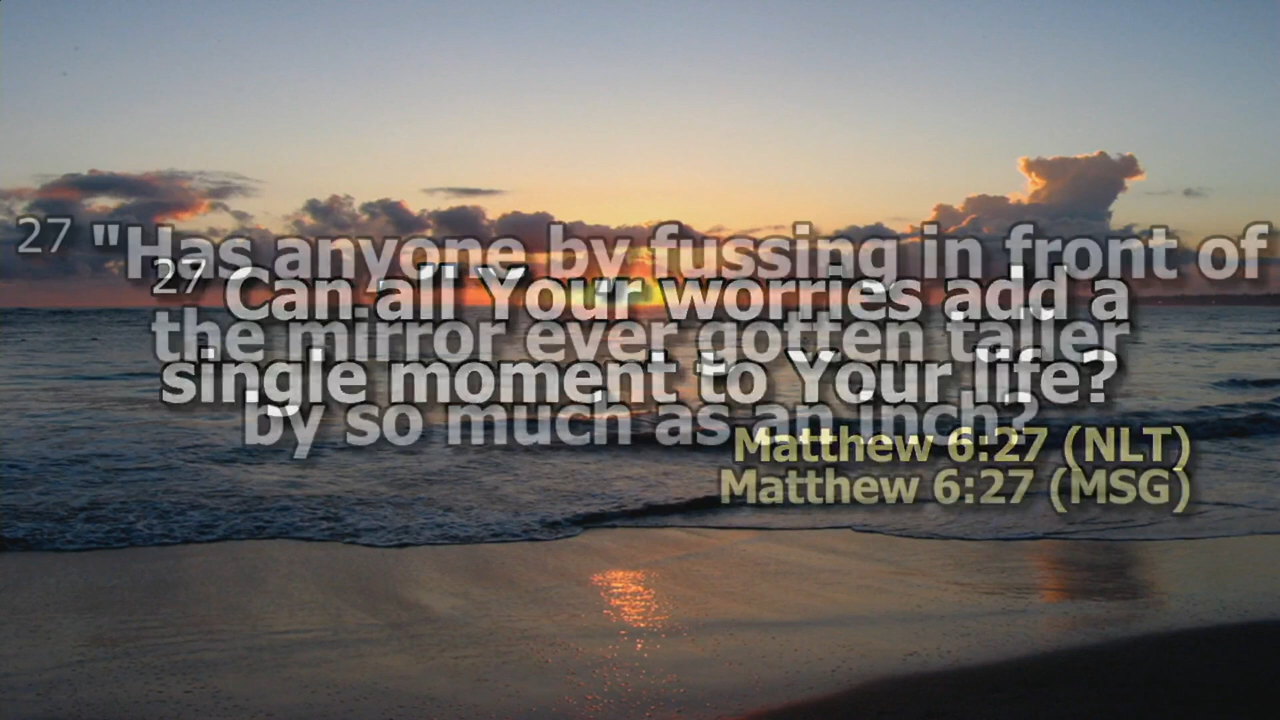 27 "Has anyone by fussing in front of
the mirror ever gotten taller
by so much as an inch?
Matthew 6:27 (MSG)
27 Can all Your worries add a
single moment to Your life?
Matthew 6:27 (NLT)